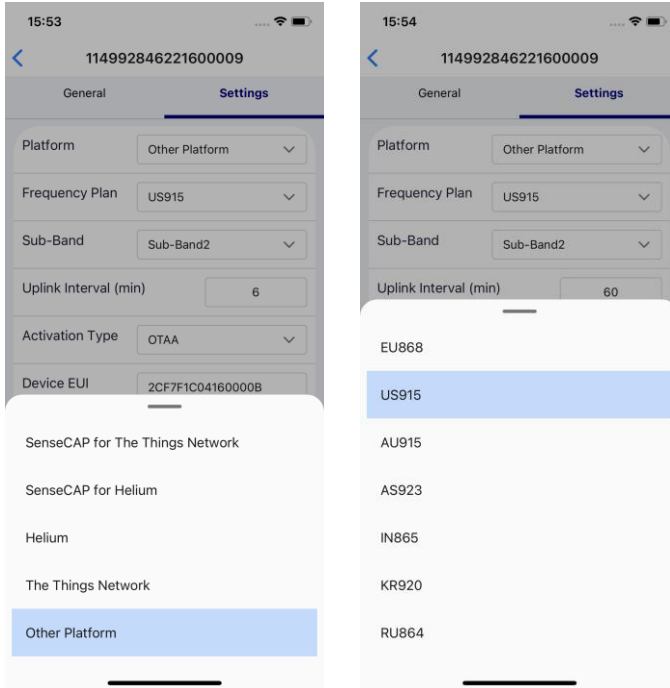 15:53
114992846221600009
General Settings
Platform Other Platform
Frequency Plan US915
Sub-Band Sub-Band2
Uplink Interval (min) 6
Activation Type OTAA
Device EUI 2CF7F1C04160000B
SenseCAP for The Things Network
SenseCAP for Helium
Helium
The Things Network
Other Platform
15:54
114992846221600009
General Settings
Platform Other Platform
Frequency Plan US915
Sub-Band Sub-Band2
Uplink Interval (min) 60
EU868
US915
AU915
AS923
IN865
KR920
RU864